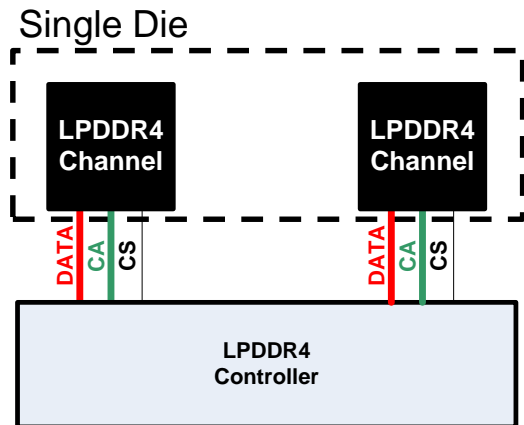 Single Die
LPDDR4
Channel
LPDDR4
Channel
DATA
CA
CS
DATA
CA
CS
LPDDR4
Controller